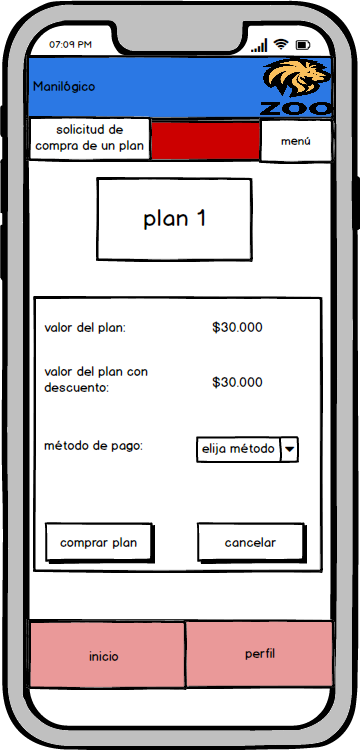 07:09 PM
Manilógico
ZOO
solicitud de
compra de un plan
menú
plan 1
valor del plan: $30.000
valor del plan con
descuento: $30.000
método de pago: elija método
comprar plan cancelar
inicio perfil